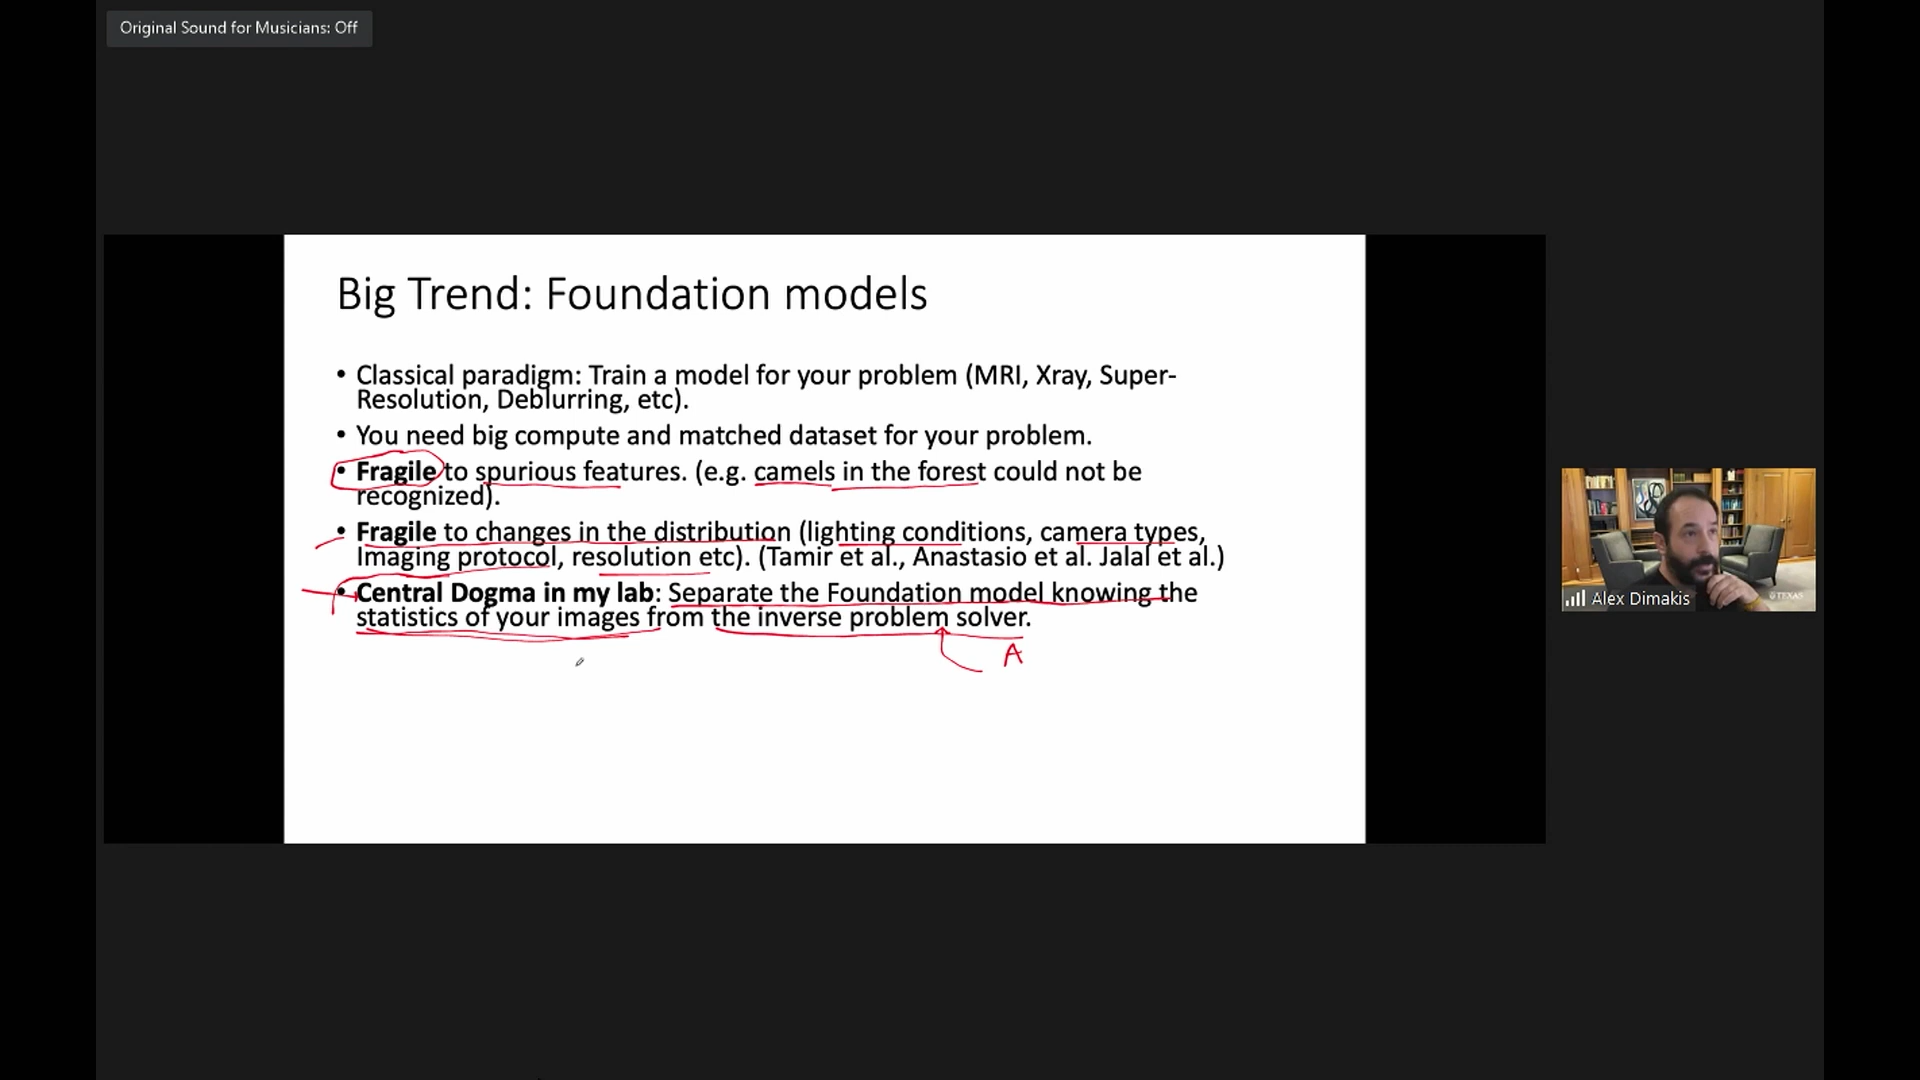 Original Sound for Musicians: Off
Big Trend: Foundation models
• Classical paradigm: Train a model for your problem (MRI, Xray, Super-
Resolution, Deblurring, etc).
• You need big compute and matched dataset for your problem.
• Fragile to spurious features. (e.g. camels in the forest could not be
recognized).
• Fragile to changes in the distribution (lighting conditions, camera types,
Imaging protocol, resolution etc). (Tamir et al., Anastasio et al. Jalal et al.)
• Central Dogma in my lab: Separate the Foundation model knowing the
statistics of your images from the inverse problem solver.
A
Alex Dimakis
TEXAS